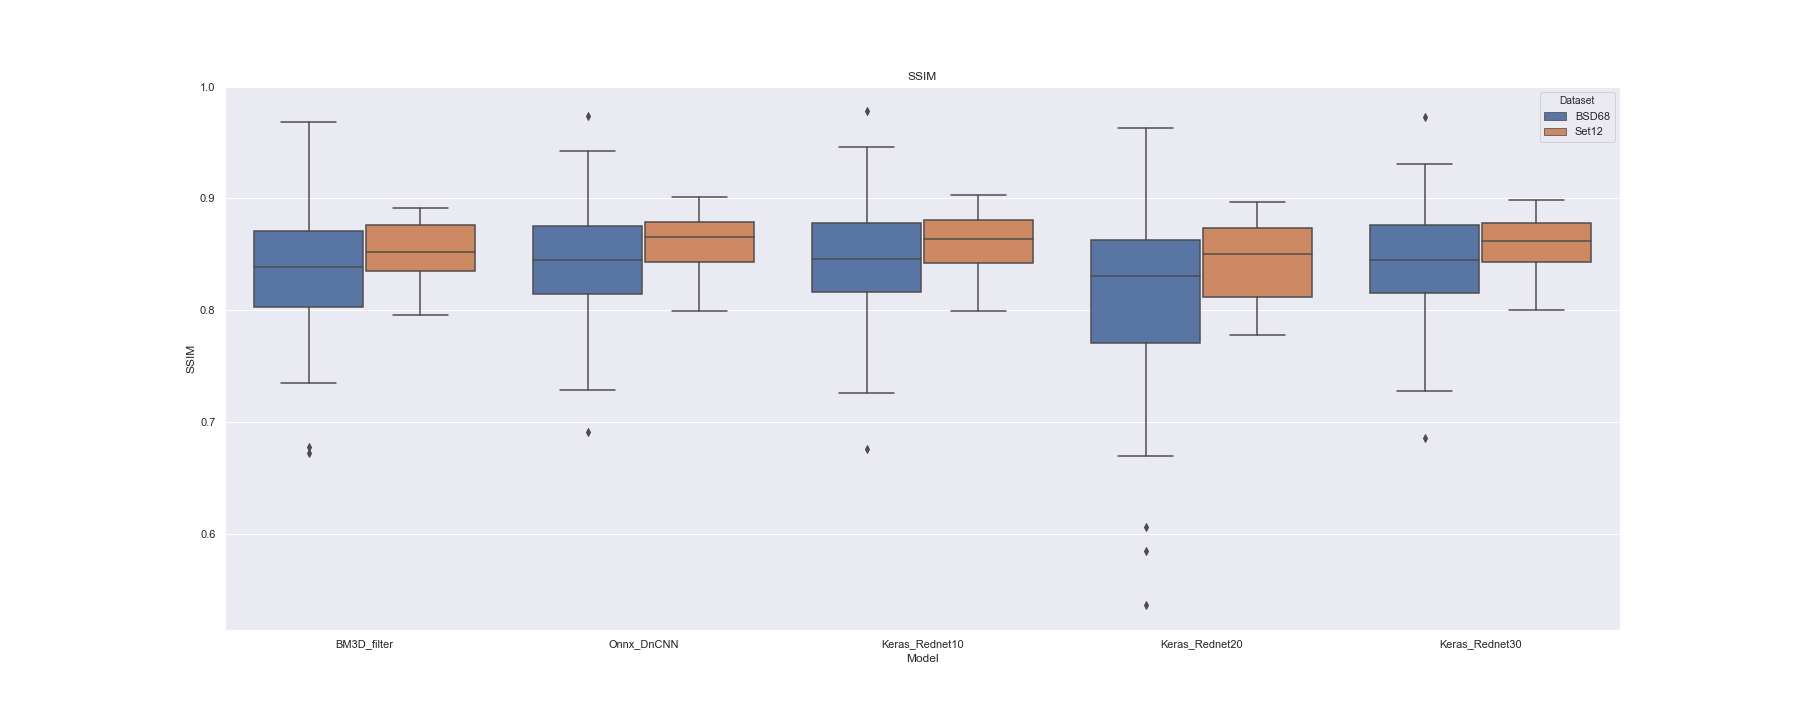 SSIM
1.0
0.9
0.8
0.7
0.6
SSIM
Dataset
BSD68
Set12
BM3D_filter
Onnx_DnCNN
Keras_Rednet10
Keras_Rednet20
Keras_Rednet30
Model